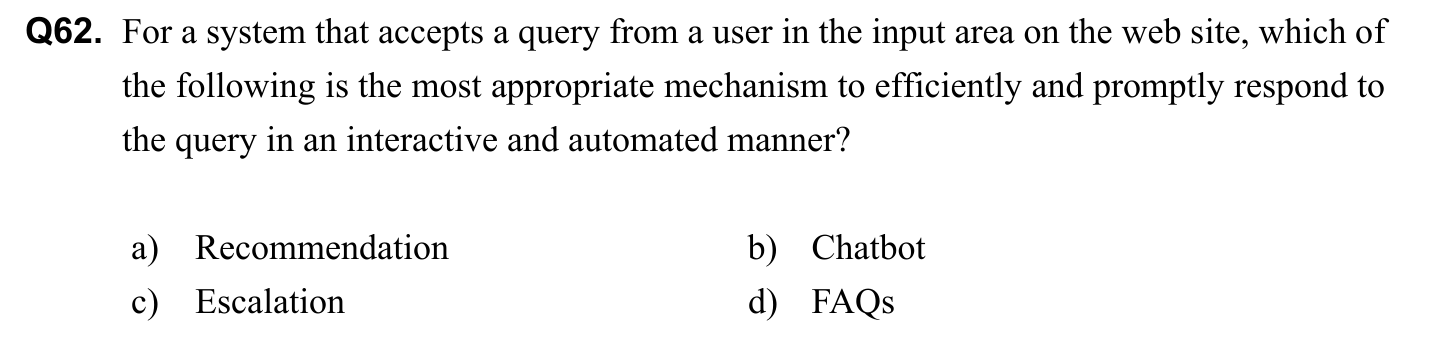 Q62. For a system that accepts a query from a user in the input area on the web site, which of
the following is the most appropriate mechanism to efficiently and promptly respond to
the query in an interactive and automated manner?
a) Recommendation b) Chatbot
c) Escalation d) FAQs